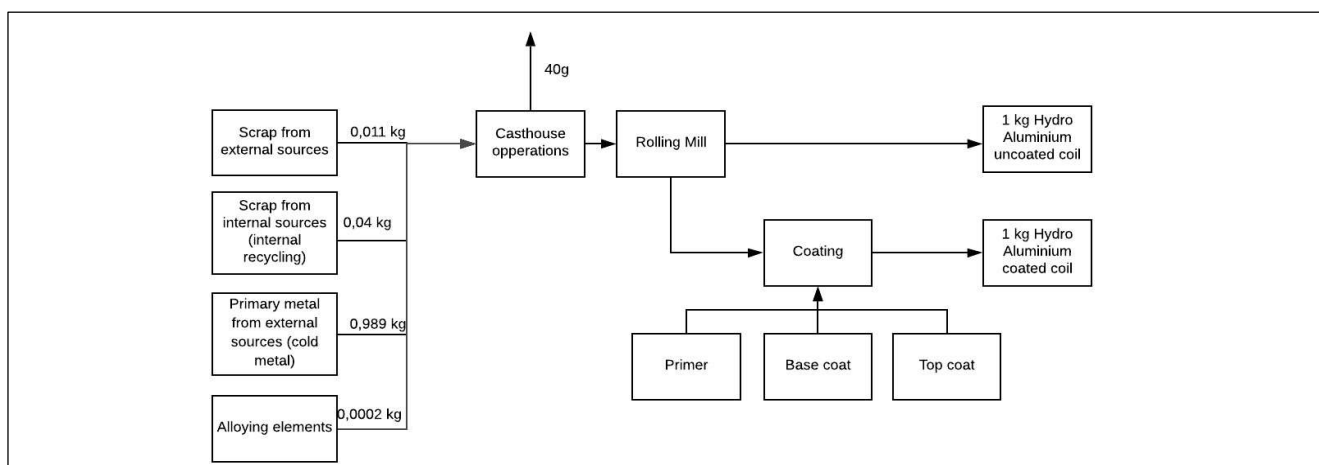 40g
Scrap from
external sources
0,011 kg
Casthouse
opperations
Rolling Mill
1 kg Hydro
Aluminium
uncoated coil
Scrap from
internal sources
(internal
recycling)
0,04 kg
Coating
1 kg Hydro
Aluminium
coated coil
Primary metal
from external
sources (cold
metal)
0,989 kg
Primer
Base coat
Top coat
Alloying elements
0,0002 kg